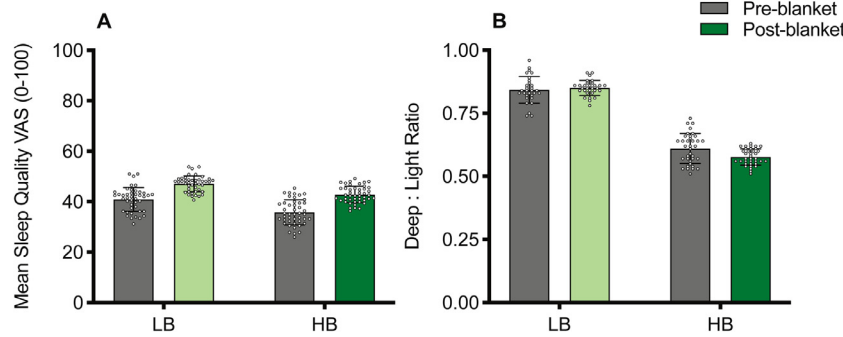 A
B
Pre-blanket
Post-blanket
Mean Sleep Quality VAS (0-100)
100
80
60
40
20
0
LB
HB
Deep : Light Ratio
1.00
0.75
0.50
0.25
0.00
LB
HB